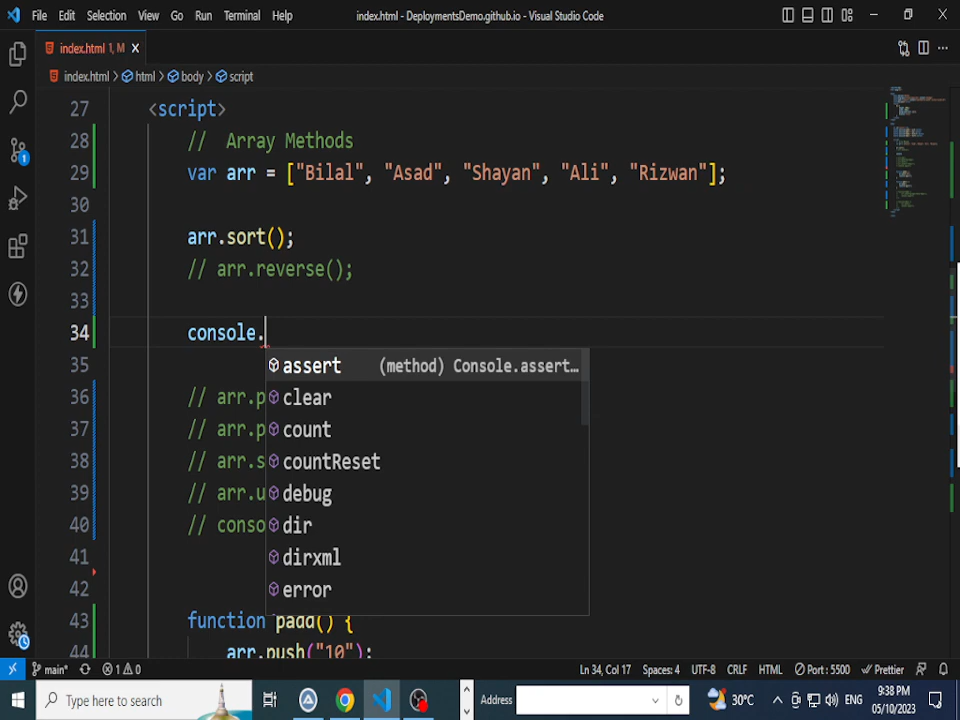 File Edit Selection View Go Run Terminal Help index.html - DeploymentsDemo.github.io - Visual Studio Code
index.html 1, M
index.html > html > body > script
27 <script>
28 // Array Methods
29 var arr = ["Bilal", "Asad", "Shayan", "Ali", "Rizwan"];
30
31 arr.sort();
32 // arr.reverse();
33
34 console.
35 assert (method) Console.assert…
36 // arr.p clear
37 // arr.p count
38 // arr.s countReset
39 // arr.u debug
40 // conso dir
41 dirxml
42 error
43 function padd() {
44 arr.push("10");
main* 1 0 Ln 34, Col 17 Spaces: 4 UTF-8 CRLF HTML Port : 5500 Prettier
Type here to search Address 30°C ENG 9:38 PM
05/10/2023